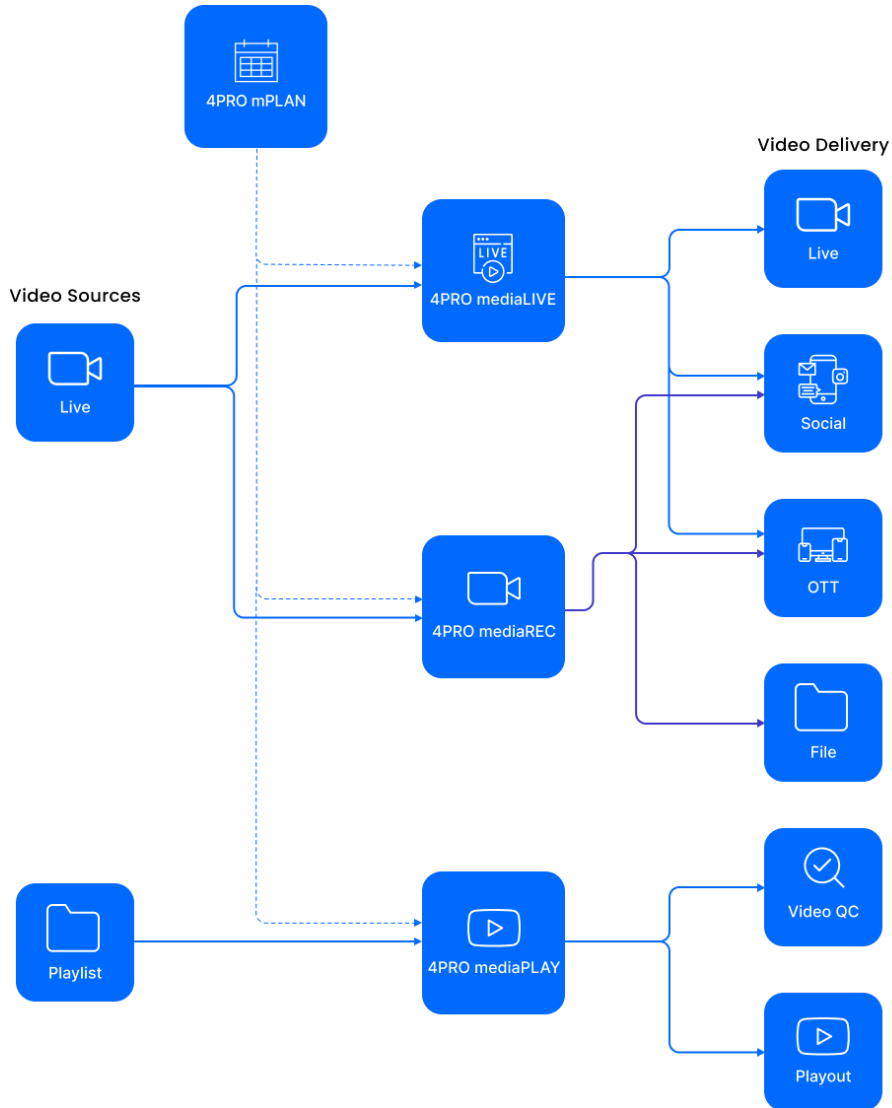 4PRO mPLAN
Video Delivery
Live
LIVE
4PRO mediaLIVE
Video Sources
Live
Social
OTT
4PRO mediaREC
File
Video QC
Playlist
4PRO mediaPLAY
Playout